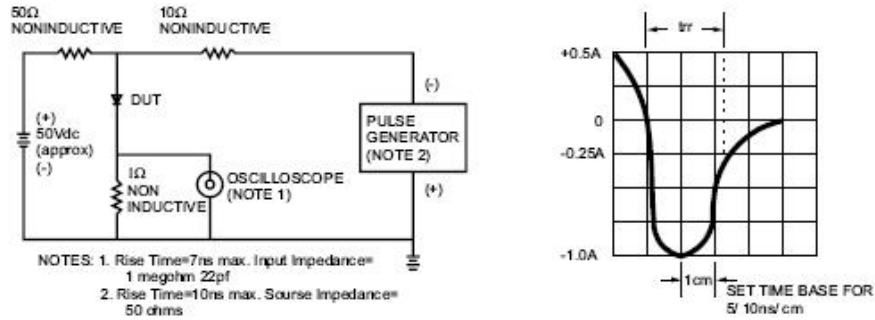 50Ω
NONINDUCTIVE
10Ω
NONINDUCTIVE
DUT
(+)
50Vdc
(approx)
(-)
1Ω
NON
INDUCTIVE
OSCILLOSCOPE
(NOTE 1)
(-)
PULSE
GENERATOR
(NOTE 2)
(+)
NOTES: 1. Rise Time=7ns max. Input Impedance=
1 megohm 22pf
2. Rise Time=10ns max. Sourse Impedance=
50 ohms
trr
+0.5A
0
-0.25A
-1.0A
1cm
SET TIME BASE FOR
5/ 10ns/ cm